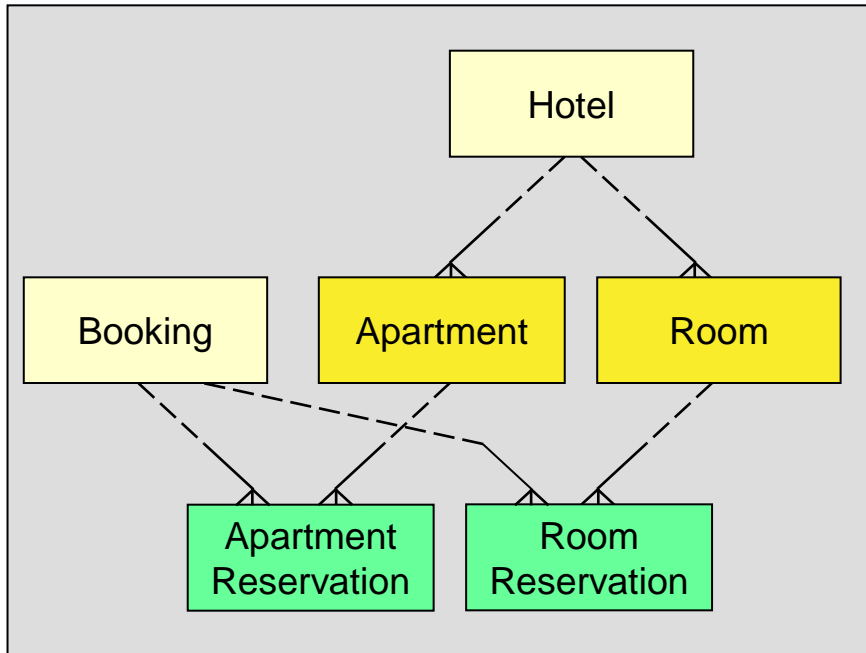 Hotel
Booking
Apartment
Room
Apartment
Reservation
Room
Reservation